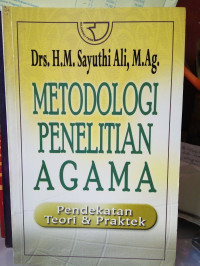 Drs. H.M. Sayuthi Ali, M.Ag.
METODOLOGI
PENELITIAN
AGAMA
Pendekatan
Teori & Praktek